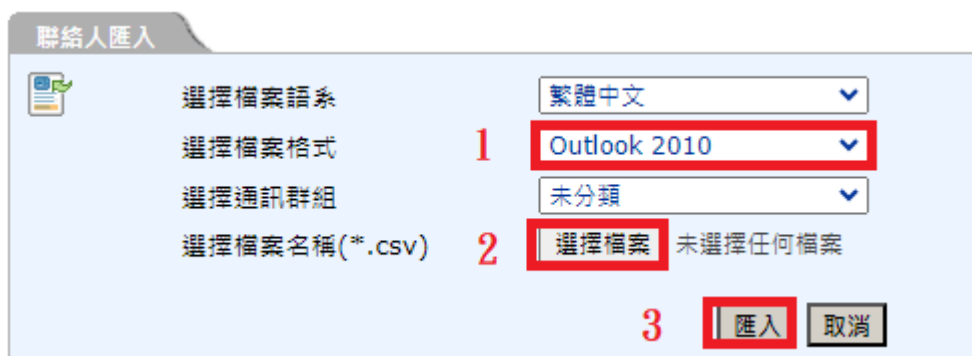 聯絡人匯入
選擇檔案語系 繁體中文
選擇檔案格式 1 Outlook 2010
選擇通訊群組 未分類
選擇檔案名稱(*.csv) 2 選擇檔案 未選擇任何檔案
3 匯入 取消